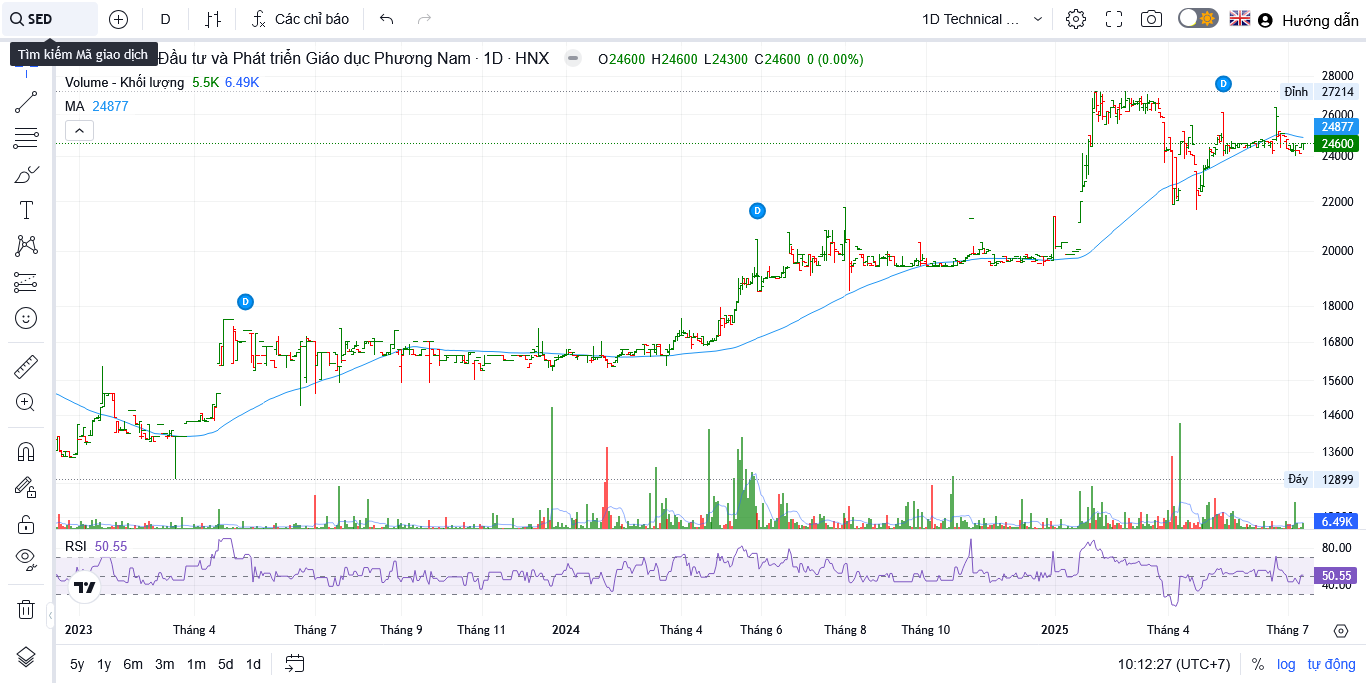 SED
D
Các chỉ báo
1D Technical ...
Hướng dẫn
Tìm kiếm Mã giao dịch
Đầu tư và Phát triển Giáo dục Phương Nam · 1D · HNX
O24600 H24600 L24300 C24600 0 (0.00%)
Volume - Khối lượng 5.5K 6.49K
MA 24877
D
D
D
28000
Đỉnh 27214
26000
24877
24600
24000
22000
20000
18000
16800
15600
14600
13600
Đáy 12899
6.49K
RSI 50.55
80.00
50.55
40.00
2023 Tháng 4 Tháng 7 Tháng 9 Tháng 11 2024 Tháng 4 Tháng 6 Tháng 8 Tháng 10 2025 Tháng 4 Tháng 7
5y 1y 6m 3m 1m 5d 1d
10:12:27 (UTC+7) % log tự động